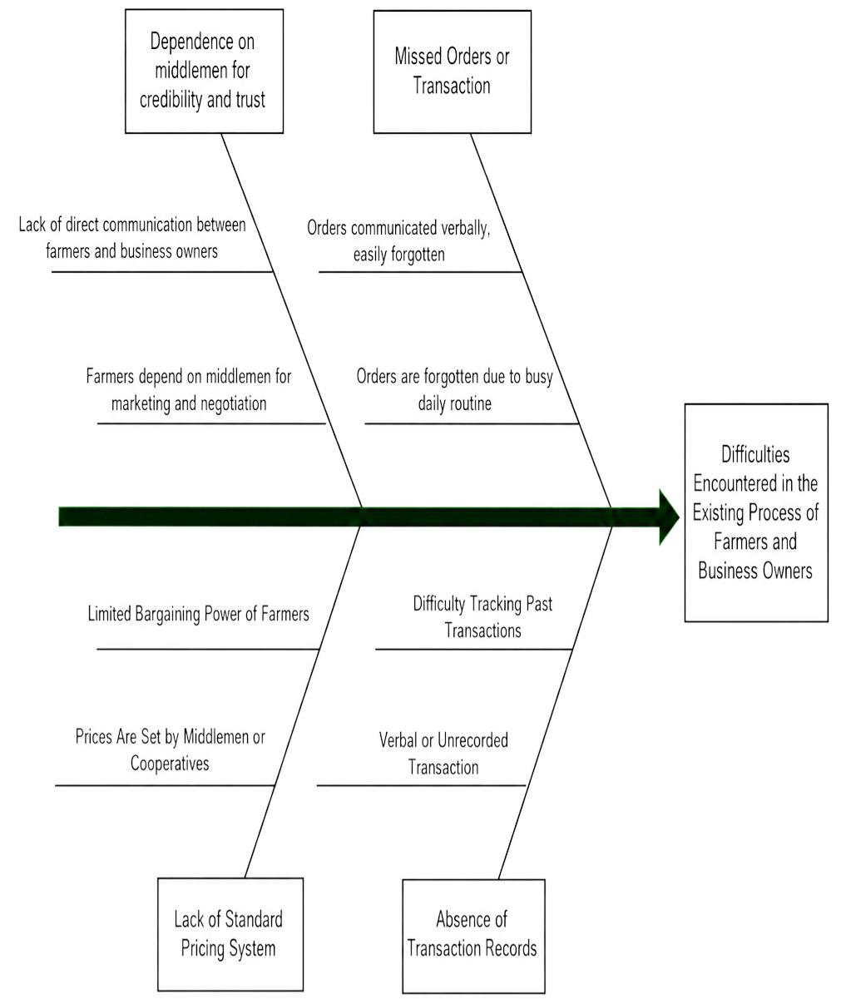 Dependence on
middlemen for
credibility and trust
Missed Orders or
Transaction
Lack of direct communication between
farmers and business owners
Orders communicated verbally,
easily forgotten
Farmers depend on middlemen for
marketing and negotiation
Orders are forgotten due to busy
daily routine
Difficulties
Encountered in the
Existing Process of
Farmers and
Business Owners
Limited Bargaining Power of Farmers
Difficulty Tracking Past
Transactions
Prices Are Set by Middlemen or
Cooperatives
Verbal or Unrecorded
Transaction
Lack of Standard
Pricing System
Absence of
Transaction Records